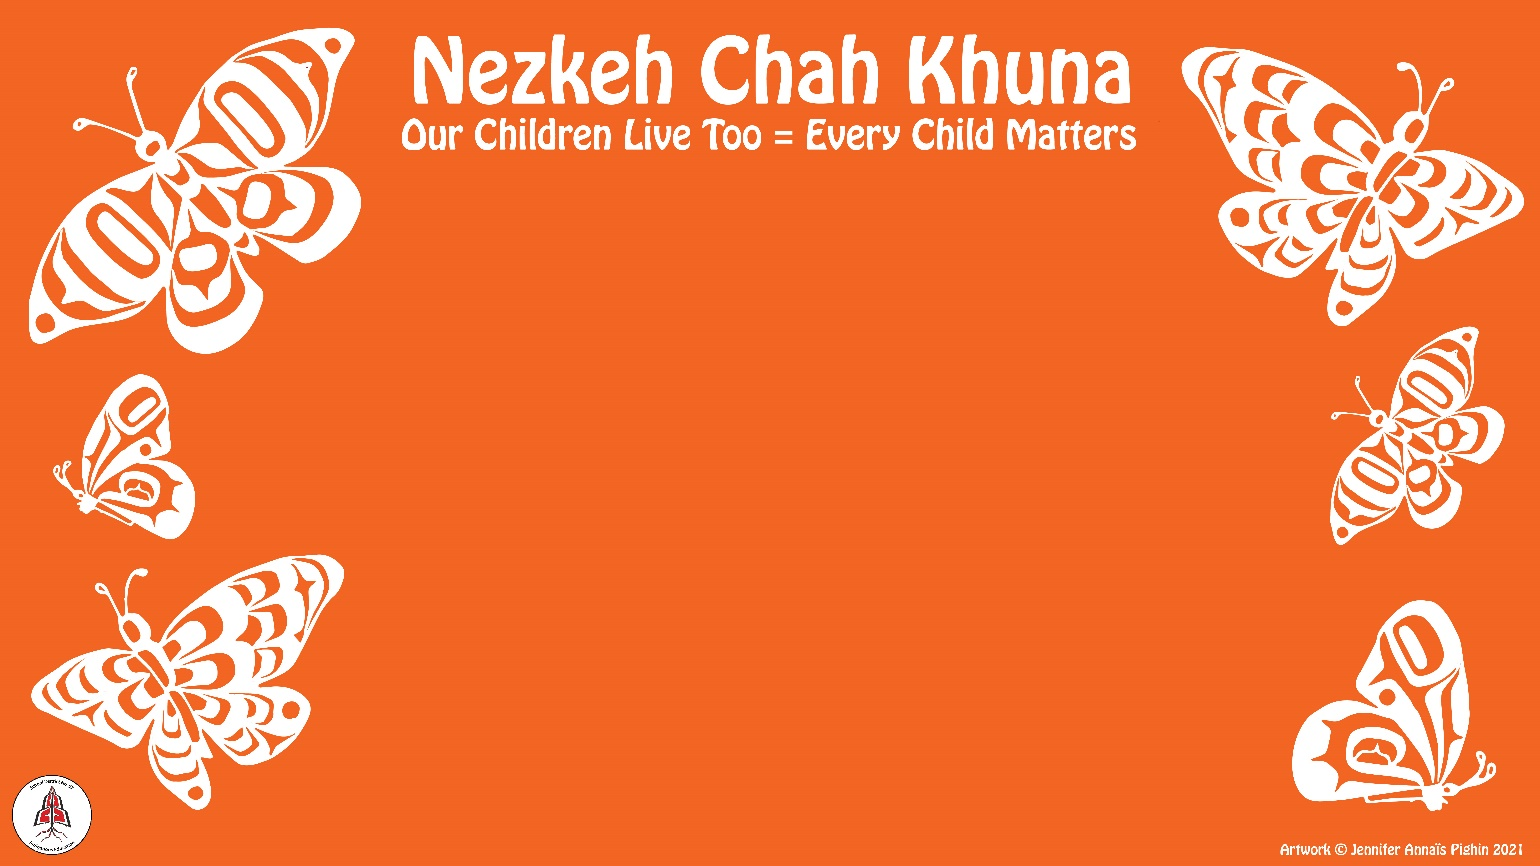 Nezkeh Chah Khuna
Our Children Live Too = Every Child Matters
Artwork © Jennifer Annaïs Pighin 2021